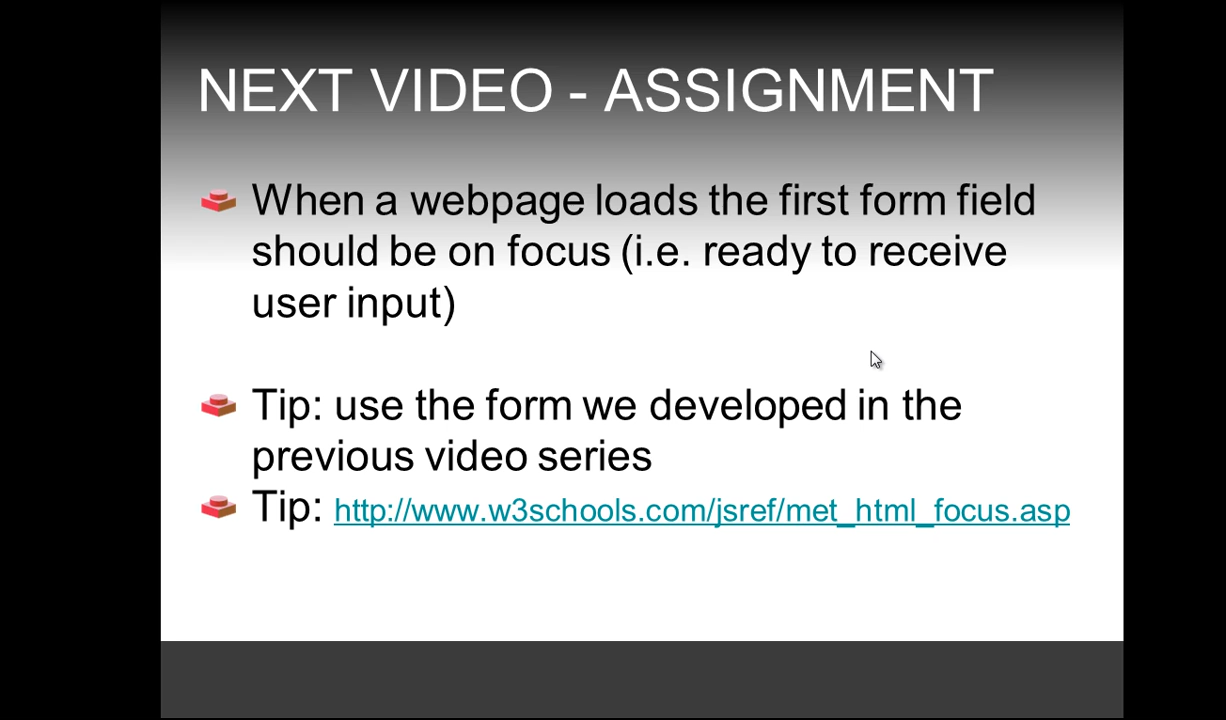 NEXT VIDEO - ASSIGNMENT
When a webpage loads the first form field
should be on focus (i.e. ready to receive
user input)
Tip: use the form we developed in the
previous video series
Tip: http://www.w3schools.com/jsref/met_html_focus.asp